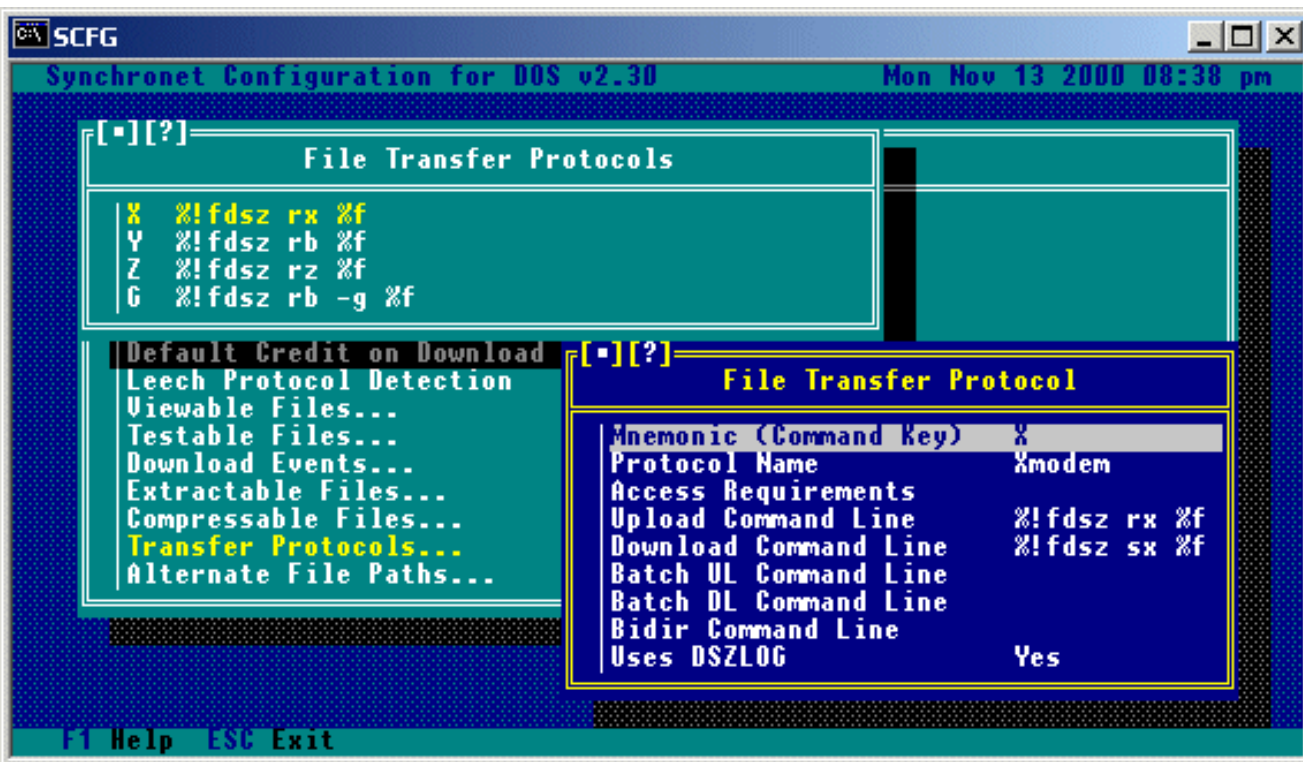 SCFG
Synchronet Configuration for DOS v2.30 Mon Nov 13 2000 08:38 pm
[▪][?]
File Transfer Protocols
X %!fdsz rx %f
Y %!fdsz rb %f
Z %!fdsz rz %f
G %!fdsz rb -g %f
Default Credit on Download
Leech Protocol Detection
Viewable Files...
Testable Files...
Download Events...
Extractable Files...
Compressable Files...
Transfer Protocols...
Alternate File Paths...
[▪][?]
File Transfer Protocol
Mnemonic (Command Key) X
Protocol Name Xmodem
Access Requirements
Upload Command Line %!fdsz rx %f
Download Command Line %!fdsz sx %f
Batch UL Command Line
Batch DL Command Line
Bidir Command Line
Uses DSZLOG Yes
F1 Help ESC Exit